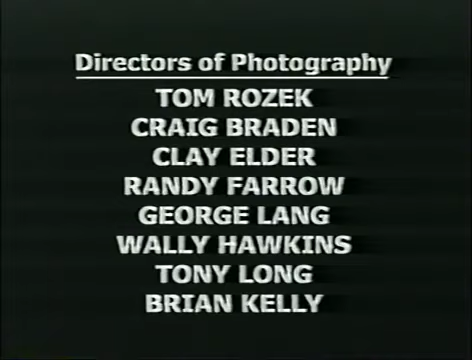 Directors of Photography
TOM ROZEK
CRAIG BRADEN
CLAY ELDER
RANDY FARROW
GEORGE LANG
WALLY HAWKINS
TONY LONG
BRIAN KELLY